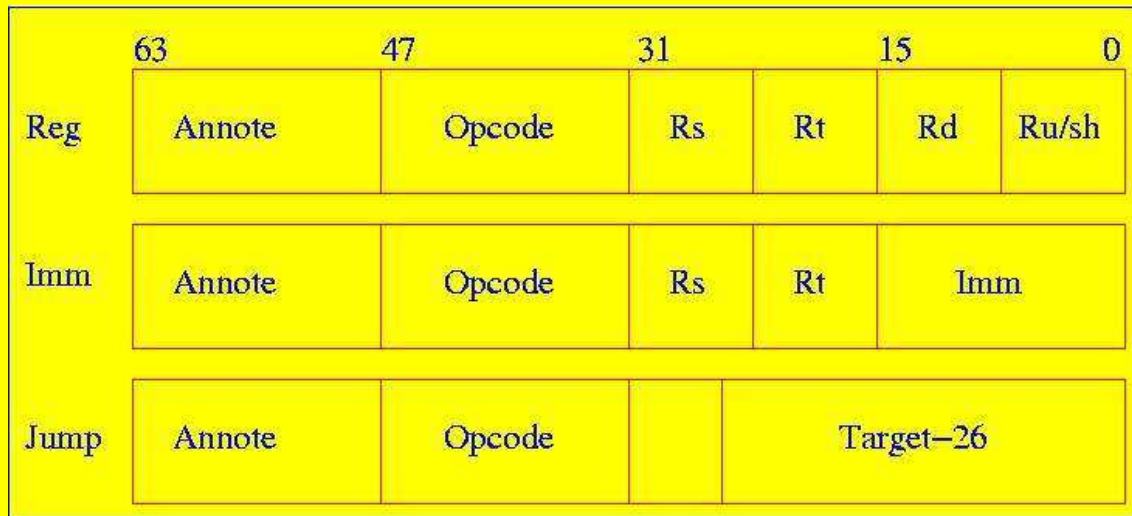 63 47 31 15 0
Reg Annote Opcode Rs Rt Rd Ru/sh
Imm Annote Opcode Rs Rt Imm
Jump Annote Opcode Target-26